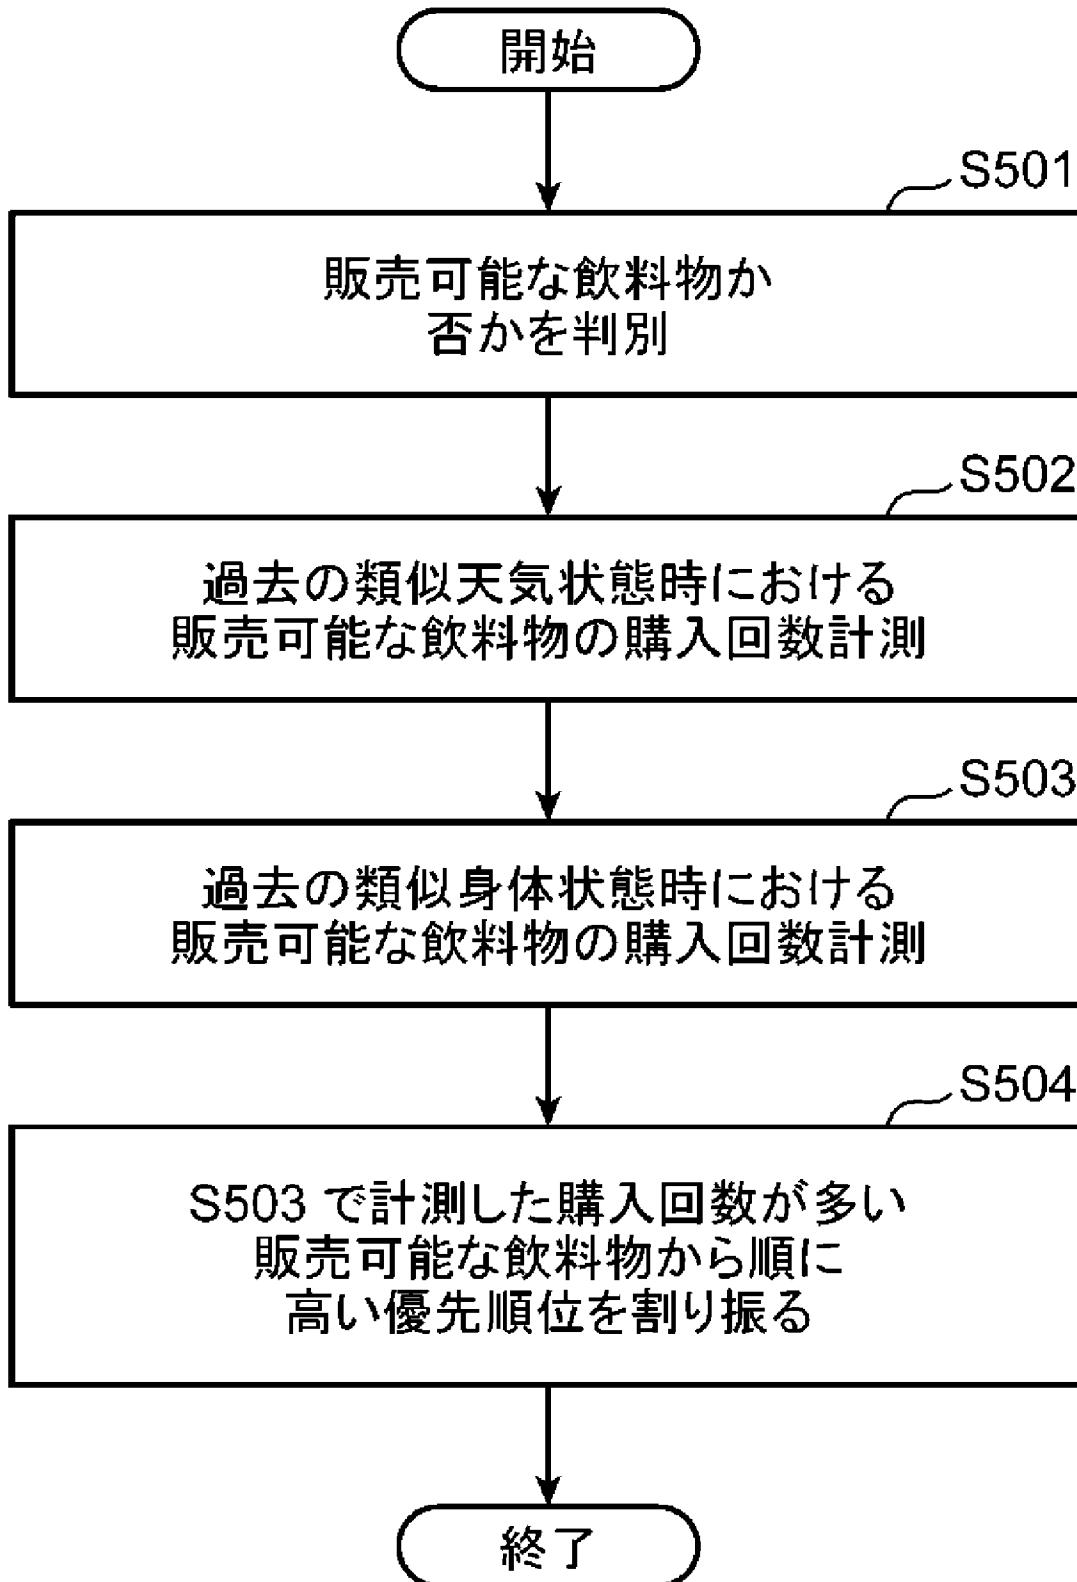 開始
S501
販売可能な飲料物か
否かを判別
S502
過去の類似天気状態時における
販売可能な飲料物の購入回数計測
S503
過去の類似身体状態時における
販売可能な飲料物の購入回数計測
S504
S503 で計測した購入回数が多い
販売可能な飲料物から順に
高い優先順位を割り振る
終了